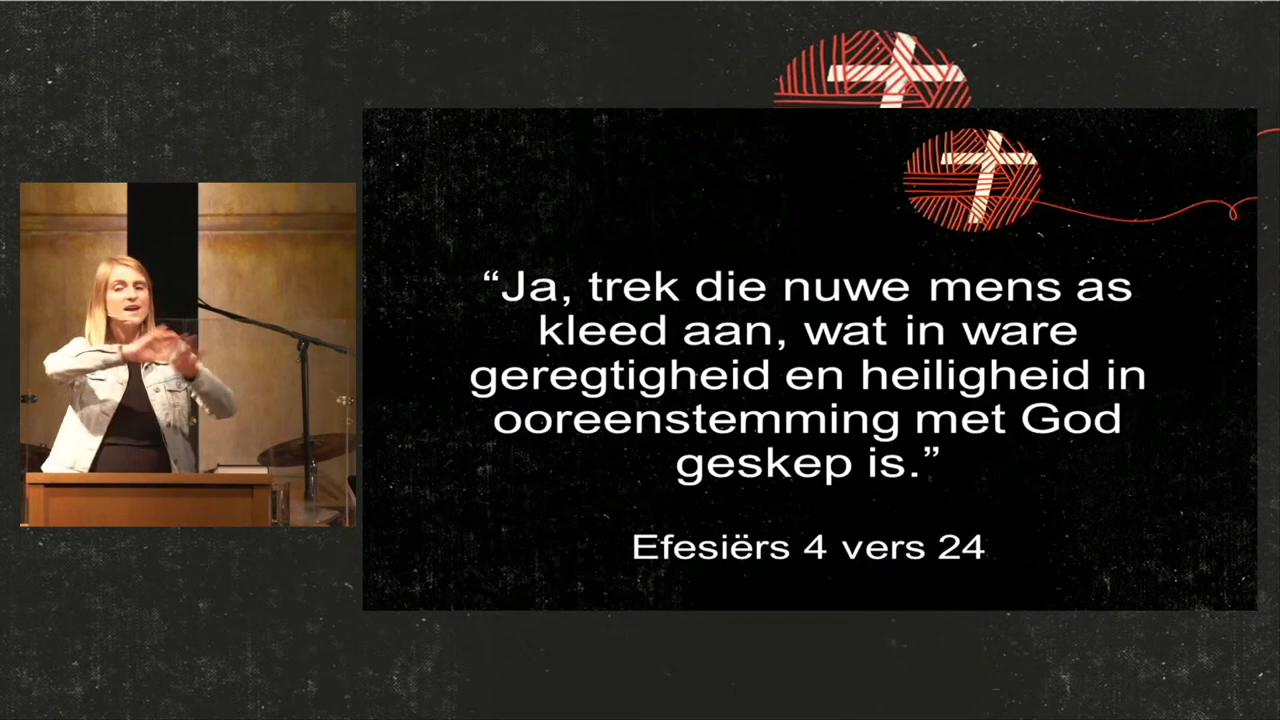 “Ja, trek die nuwe mens as
kleed aan, wat in ware
geregtigheid en heiligheid in
ooreenstemming met God
geskep is.”
Efesiërs 4 vers 24